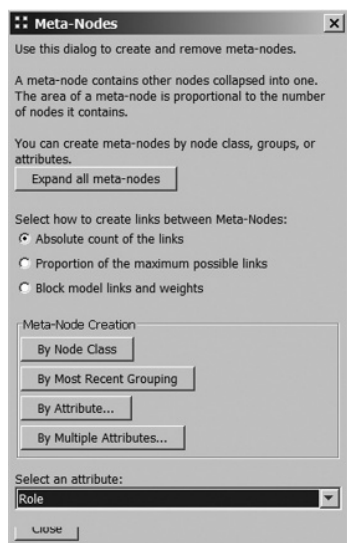 Meta-Nodes
Use this dialog to create and remove meta-nodes.
A meta-node contains other nodes collapsed into one.
The area of a meta-node is proportional to the number
of nodes it contains.
You can create meta-nodes by node class, groups, or
attributes.
Expand all meta-nodes
Select how to create links between Meta-Nodes:
Absolute count of the links
Proportion of the maximum possible links
Block model links and weights
Meta-Node Creation
By Node Class
By Most Recent Grouping
By Attribute...
By Multiple Attributes...
Select an attribute:
Role
Close